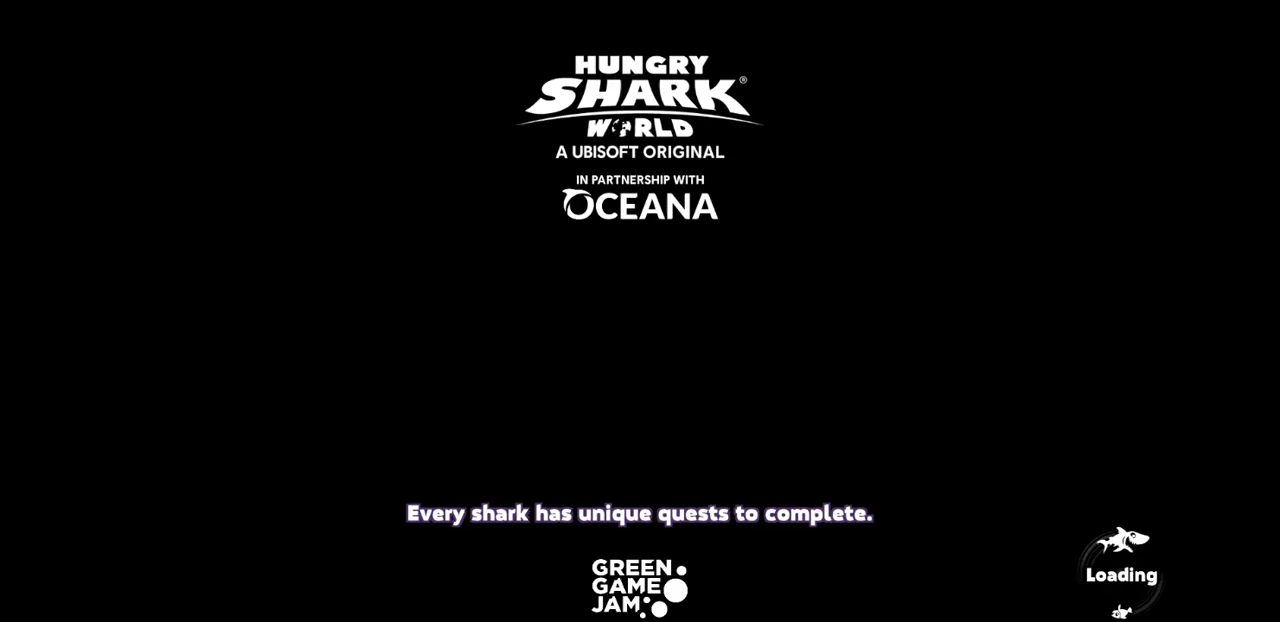 HUNGRY
SHARK®
WORLD
A UBISOFT ORIGINAL
IN PARTNERSHIP WITH
OCEANA
Every shark has unique quests to complete.
GREEN
GAME
JAM
Loading